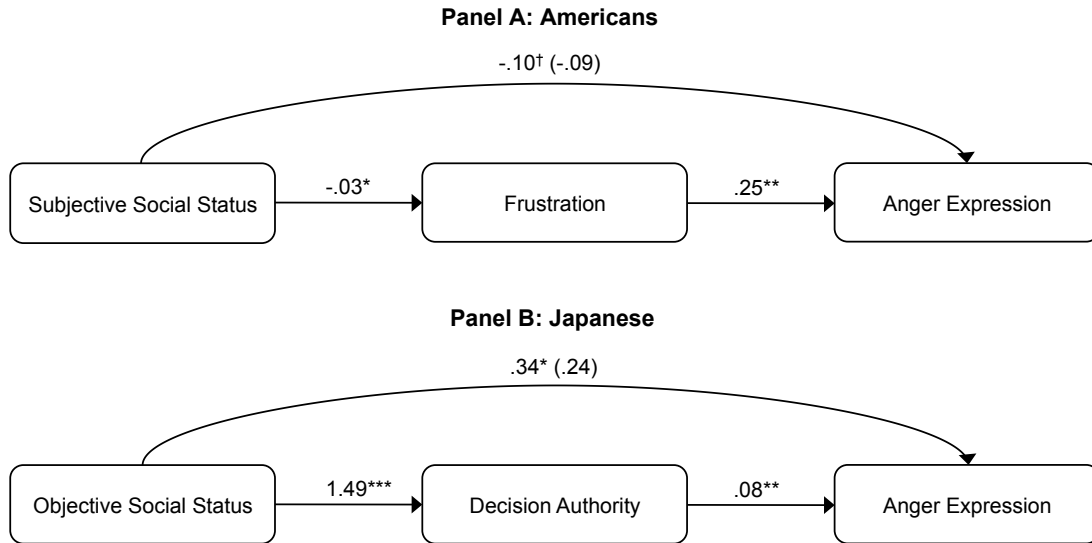 Panel A: Americans
-.10† (-.09)
Subjective Social Status
-.03*
Frustration
.25**
Anger Expression
Panel B: Japanese
.34* (.24)
Objective Social Status
1.49***
Decision Authority
.08**
Anger Expression